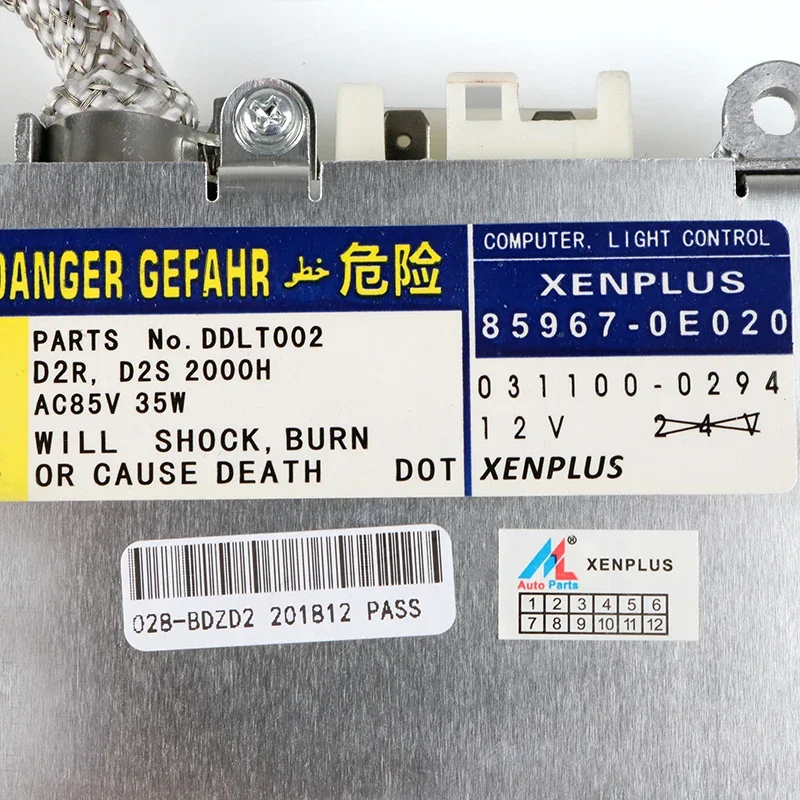 DANGER GEFAHR خطر 危险
PARTS No. DDLT002
D2R, D2S 2000H
AC85V 35W
WILL SHOCK, BURN
OR CAUSE DEATH DOT
COMPUTER, LIGHT CONTROL
XENPLUS
85967-0E020
031100-0294
12V 24V
XENPLUS
028-BDZD2 201812 PASS
ML® XENPLUS
Auto Parts
1 2 3 4 5 6
7 8 9 10 11 12